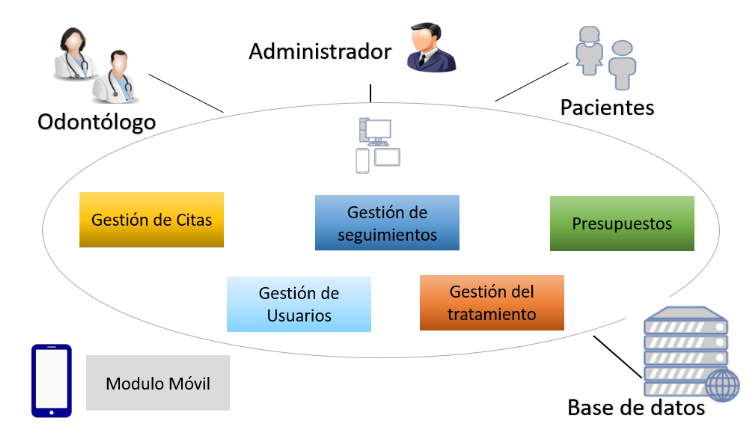 Administrador
Odontólogo
Pacientes
Gestión de Citas
Gestión de
seguimientos
Presupuestos
Gestión de
Usuarios
Gestión del
tratamiento
Modulo Móvil
Base de datos